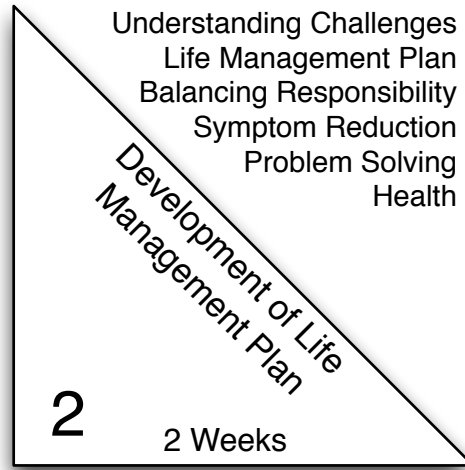 Understanding Challenges
Life Management Plan
Balancing Responsibility
Symptom Reduction
Problem Solving
Health
Development of Life
Management Plan
2
2 Weeks